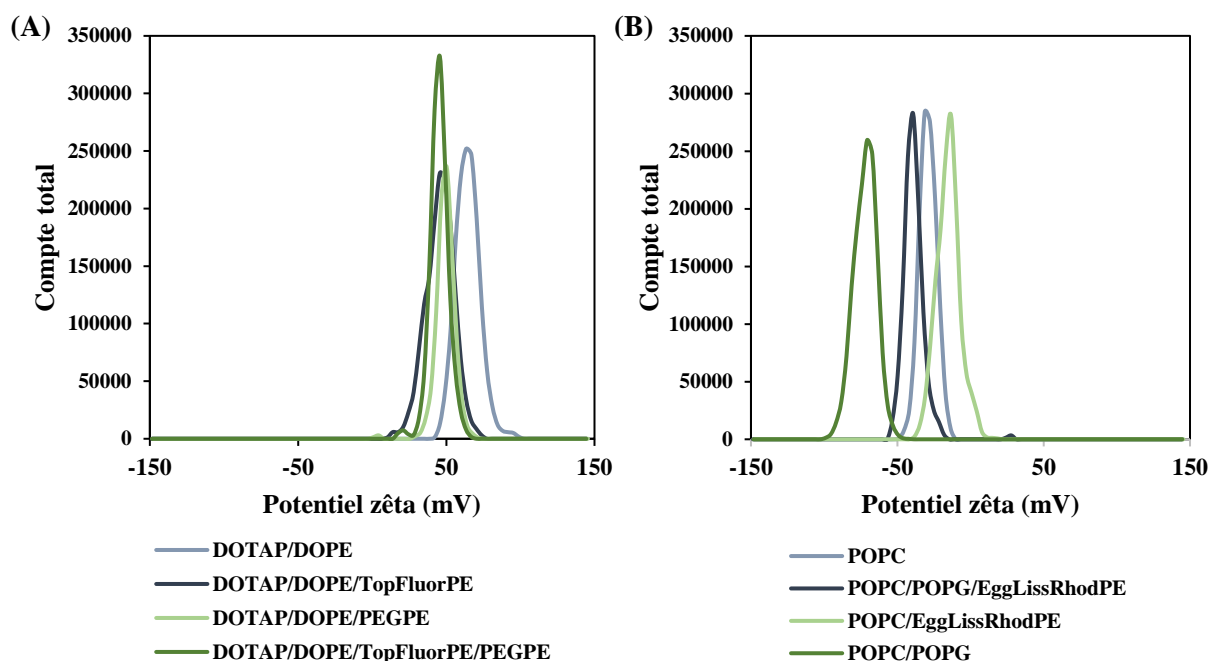 (A)
Compte total
350000
300000
250000
200000
150000
100000
50000
0
-150
-50
50
150
Potentiel zêta (mV)
DOTAP/DOPE
DOTAP/DOPE/TopFluorPE
DOTAP/DOPE/PEGPE
DOTAP/DOPE/TopFluorPE/PEGPE
(B)
Compte total
350000
300000
250000
200000
150000
100000
50000
0
-150
-50
50
150
Potentiel zêta (mV)
POPC
POPC/POPG/EggLissRhodPE
POPC/EggLissRhodPE
POPC/POPG